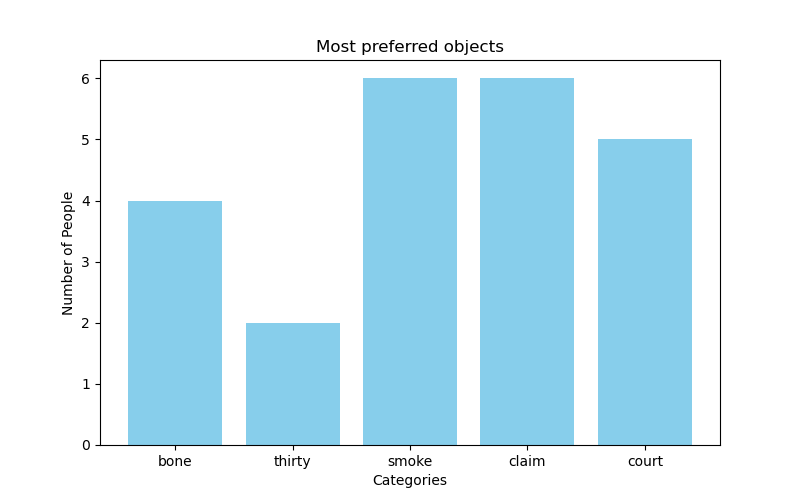 Most preferred objects
6
5
4
3
2
1
0
Number of People
bone thirty smoke claim court
Categories